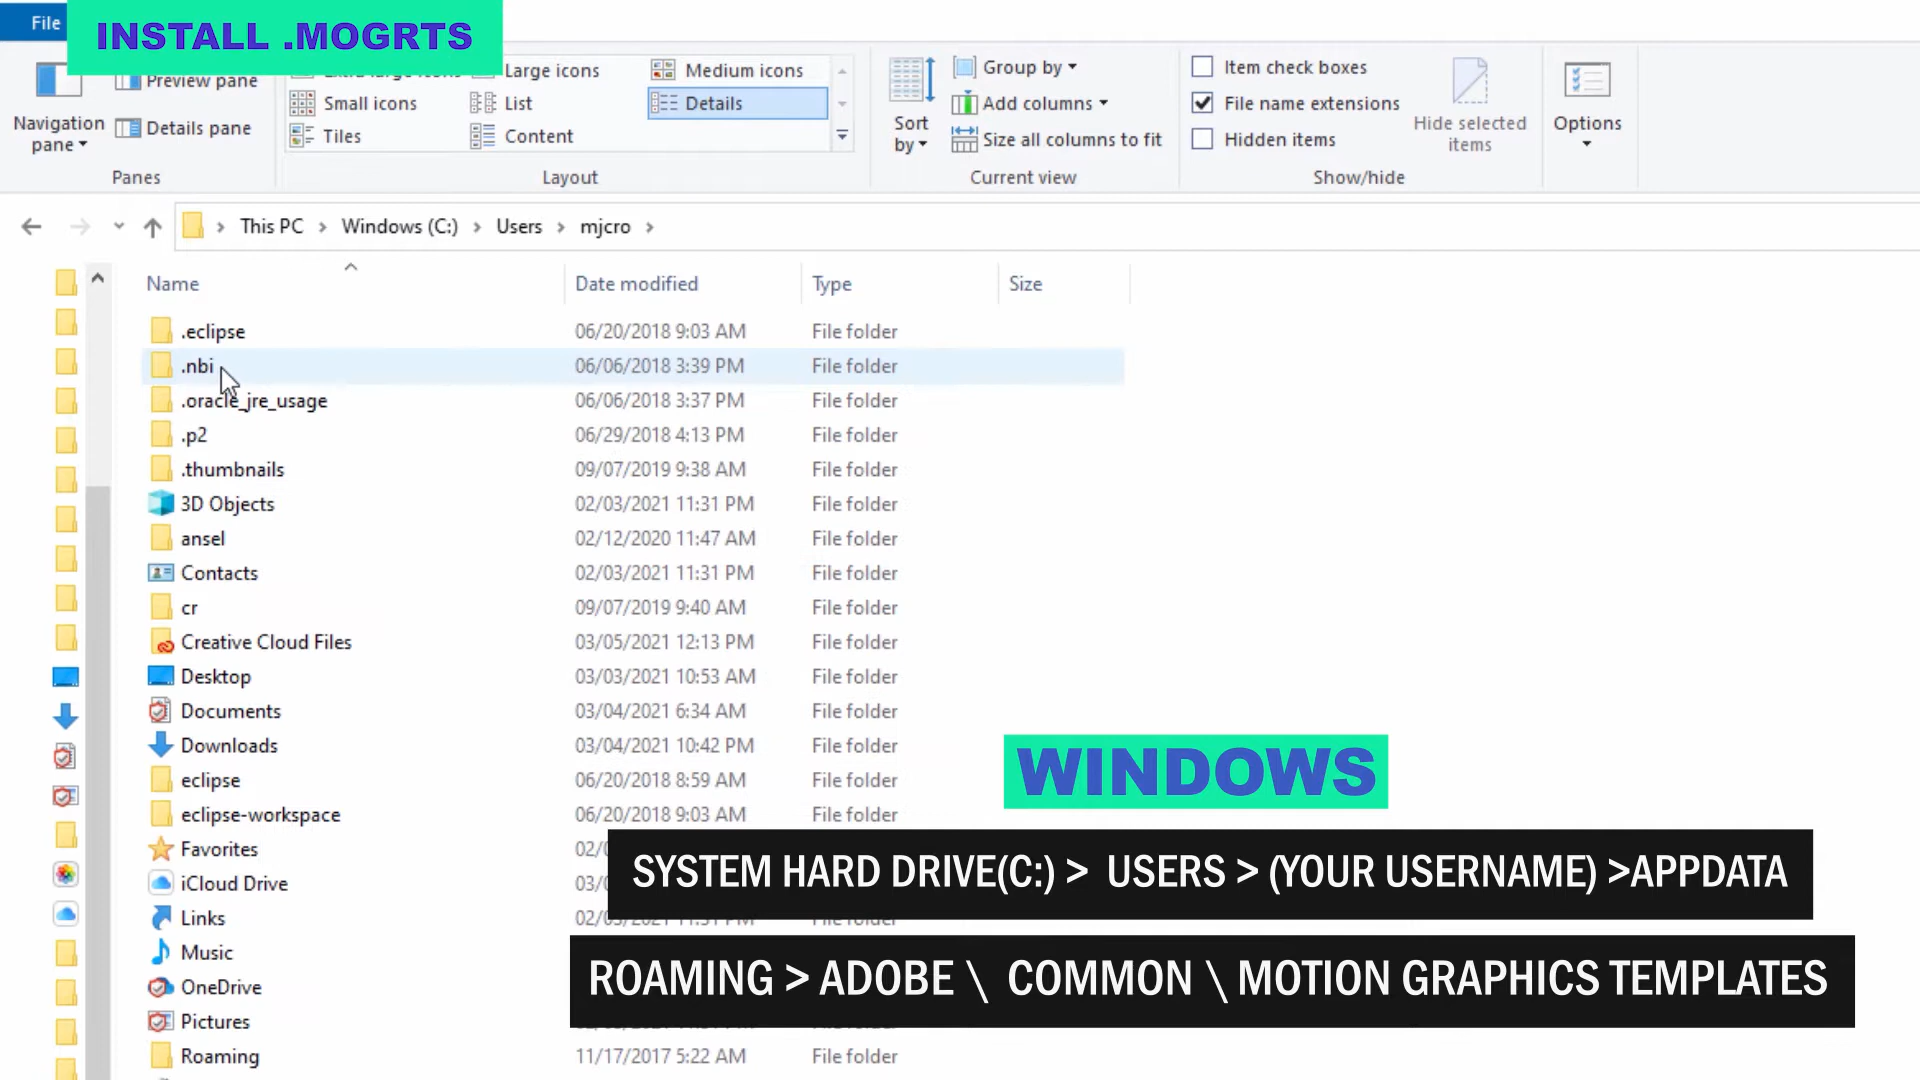 File
INSTALL .MOGRTS
Preview pane
Large icons
Medium icons
Group by
Item check boxes
Small icons
List
Details
Add columns
File name extensions
Navigation pane
Details pane
Tiles
Content
Sort by
Size all columns to fit
Hidden items
Hide selected items
Options
Panes
Layout
Current view
Show/hide
This PC > Windows (C:) > Users > mjcro >
Name Date modified Type Size
.eclipse 06/20/2018 9:03 AM File folder
.nbi 06/06/2018 3:39 PM File folder
.oracle_jre_usage 06/06/2018 3:37 PM File folder
.p2 06/29/2018 4:13 PM File folder
.thumbnails 09/07/2019 9:38 AM File folder
3D Objects 02/03/2021 11:31 PM File folder
ansel 02/12/2020 11:47 AM File folder
Contacts 02/03/2021 11:31 PM File folder
cr 09/07/2019 9:40 AM File folder
Creative Cloud Files 03/05/2021 12:13 PM File folder
Desktop 03/03/2021 10:53 AM File folder
Documents 03/04/2021 6:34 AM File folder
Downloads 03/04/2021 10:42 PM File folder
eclipse 06/20/2018 8:59 AM File folder
eclipse-workspace 06/20/2018 9:03 AM File folder
Favorites
iCloud Drive
Links
Music
OneDrive
Pictures
Roaming 11/17/2017 5:22 AM File folder
WINDOWS
SYSTEM HARD DRIVE(C:) > USERS > (YOUR USERNAME) >APPDATA
ROAMING > ADOBE \ COMMON \ MOTION GRAPHICS TEMPLATES